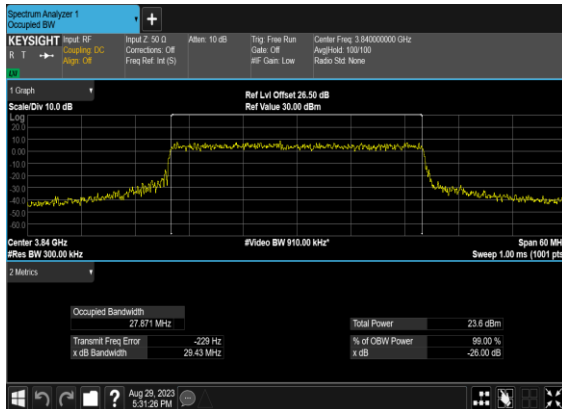 Spectrum Analyzer 1
Occupied BW
+
KEYSIGHT Input: RF Input Z: 50 Ω Atten: 10 dB Trig: Free Run Center Freq: 3.840000000 GHz
R T Coupling: DC Corrections: Off Gate: Off Avg|Hold: 100/100
Align: Off Freq Ref: Int (S) #IF Gain: Low Radio Std: None
1 Graph
Ref Lvl Offset 26.50 dB
Scale/Div 10.0 dB Ref Value 30.00 dBm
Log
20.0
10.0
0.00
-10.0
-20.0
-30.0
-40.0
-50.0
-60.0
Center 3.84 GHz #Video BW 910.00 kHz* Span 60 MH
#Res BW 300.00 kHz Sweep 1.00 ms (1001 pts
2 Metrics
Occupied Bandwidth
27.871 MHz Total Power 23.6 dBm
Transmit Freq Error -229 Hz % of OBW Power 99.00 %
x dB Bandwidth 29.43 MHz x dB -26.00 dB
? Aug 29, 2023
5:31:26 PM